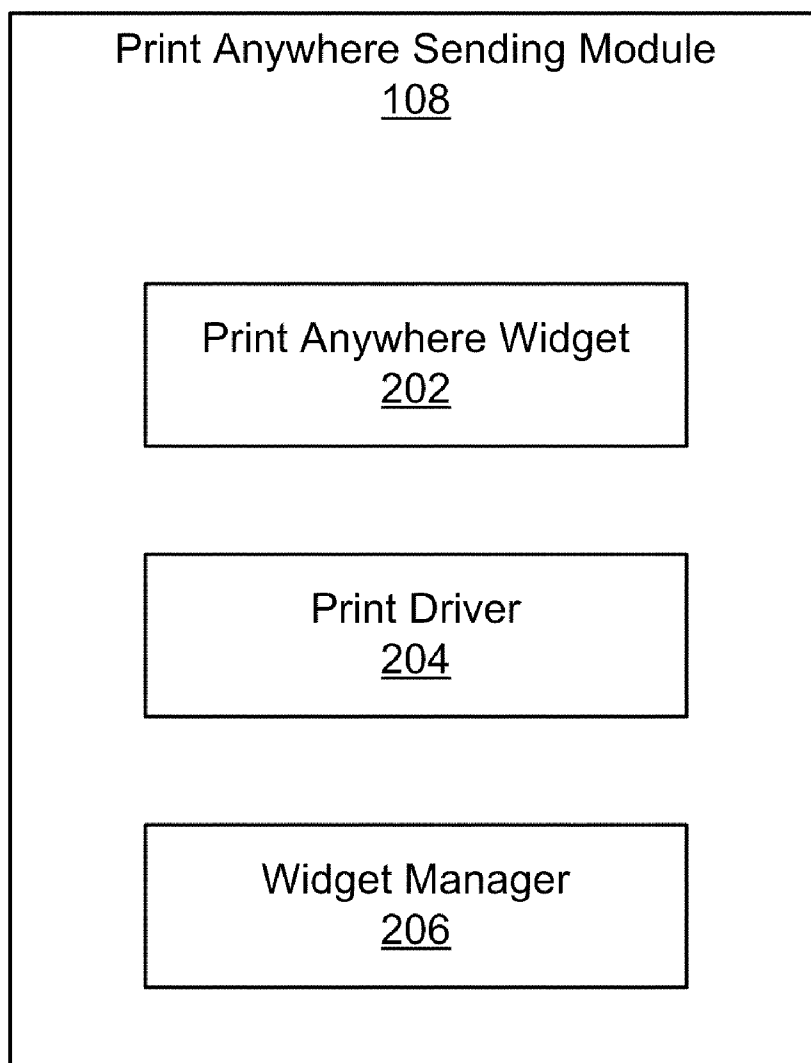 Print Anywhere Sending Module
108
Print Anywhere Widget
202
Print Driver
204
Widget Manager
206